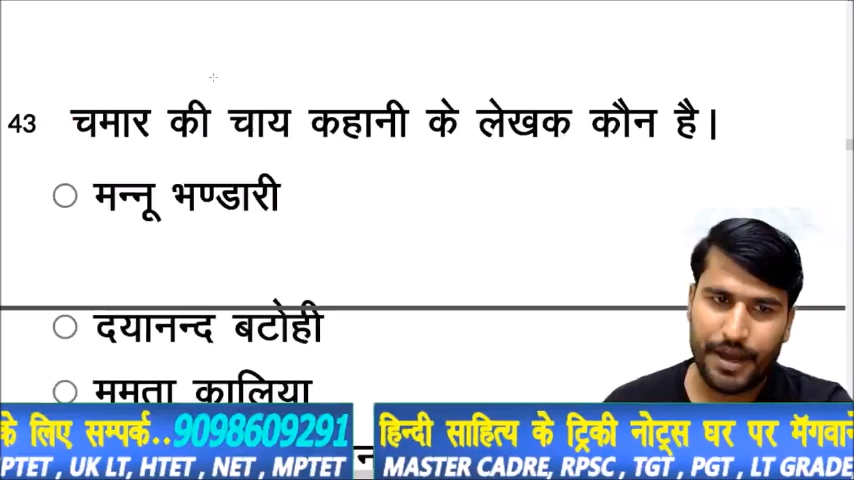 43 चमार की चाय कहानी के लेखक कौन है।
मन्नू भण्डारी
दयानन्द बटोही
ममता कालिया
के लिए सम्पर्क..9098609291
हिन्दी साहित्य के ट्रिकी नोट्स घर पर मॅगवाने
PTET , UK LT, HTET , NET , MPTET
MASTER CADRE, RPSC , TGT , PGT , LT GRADE